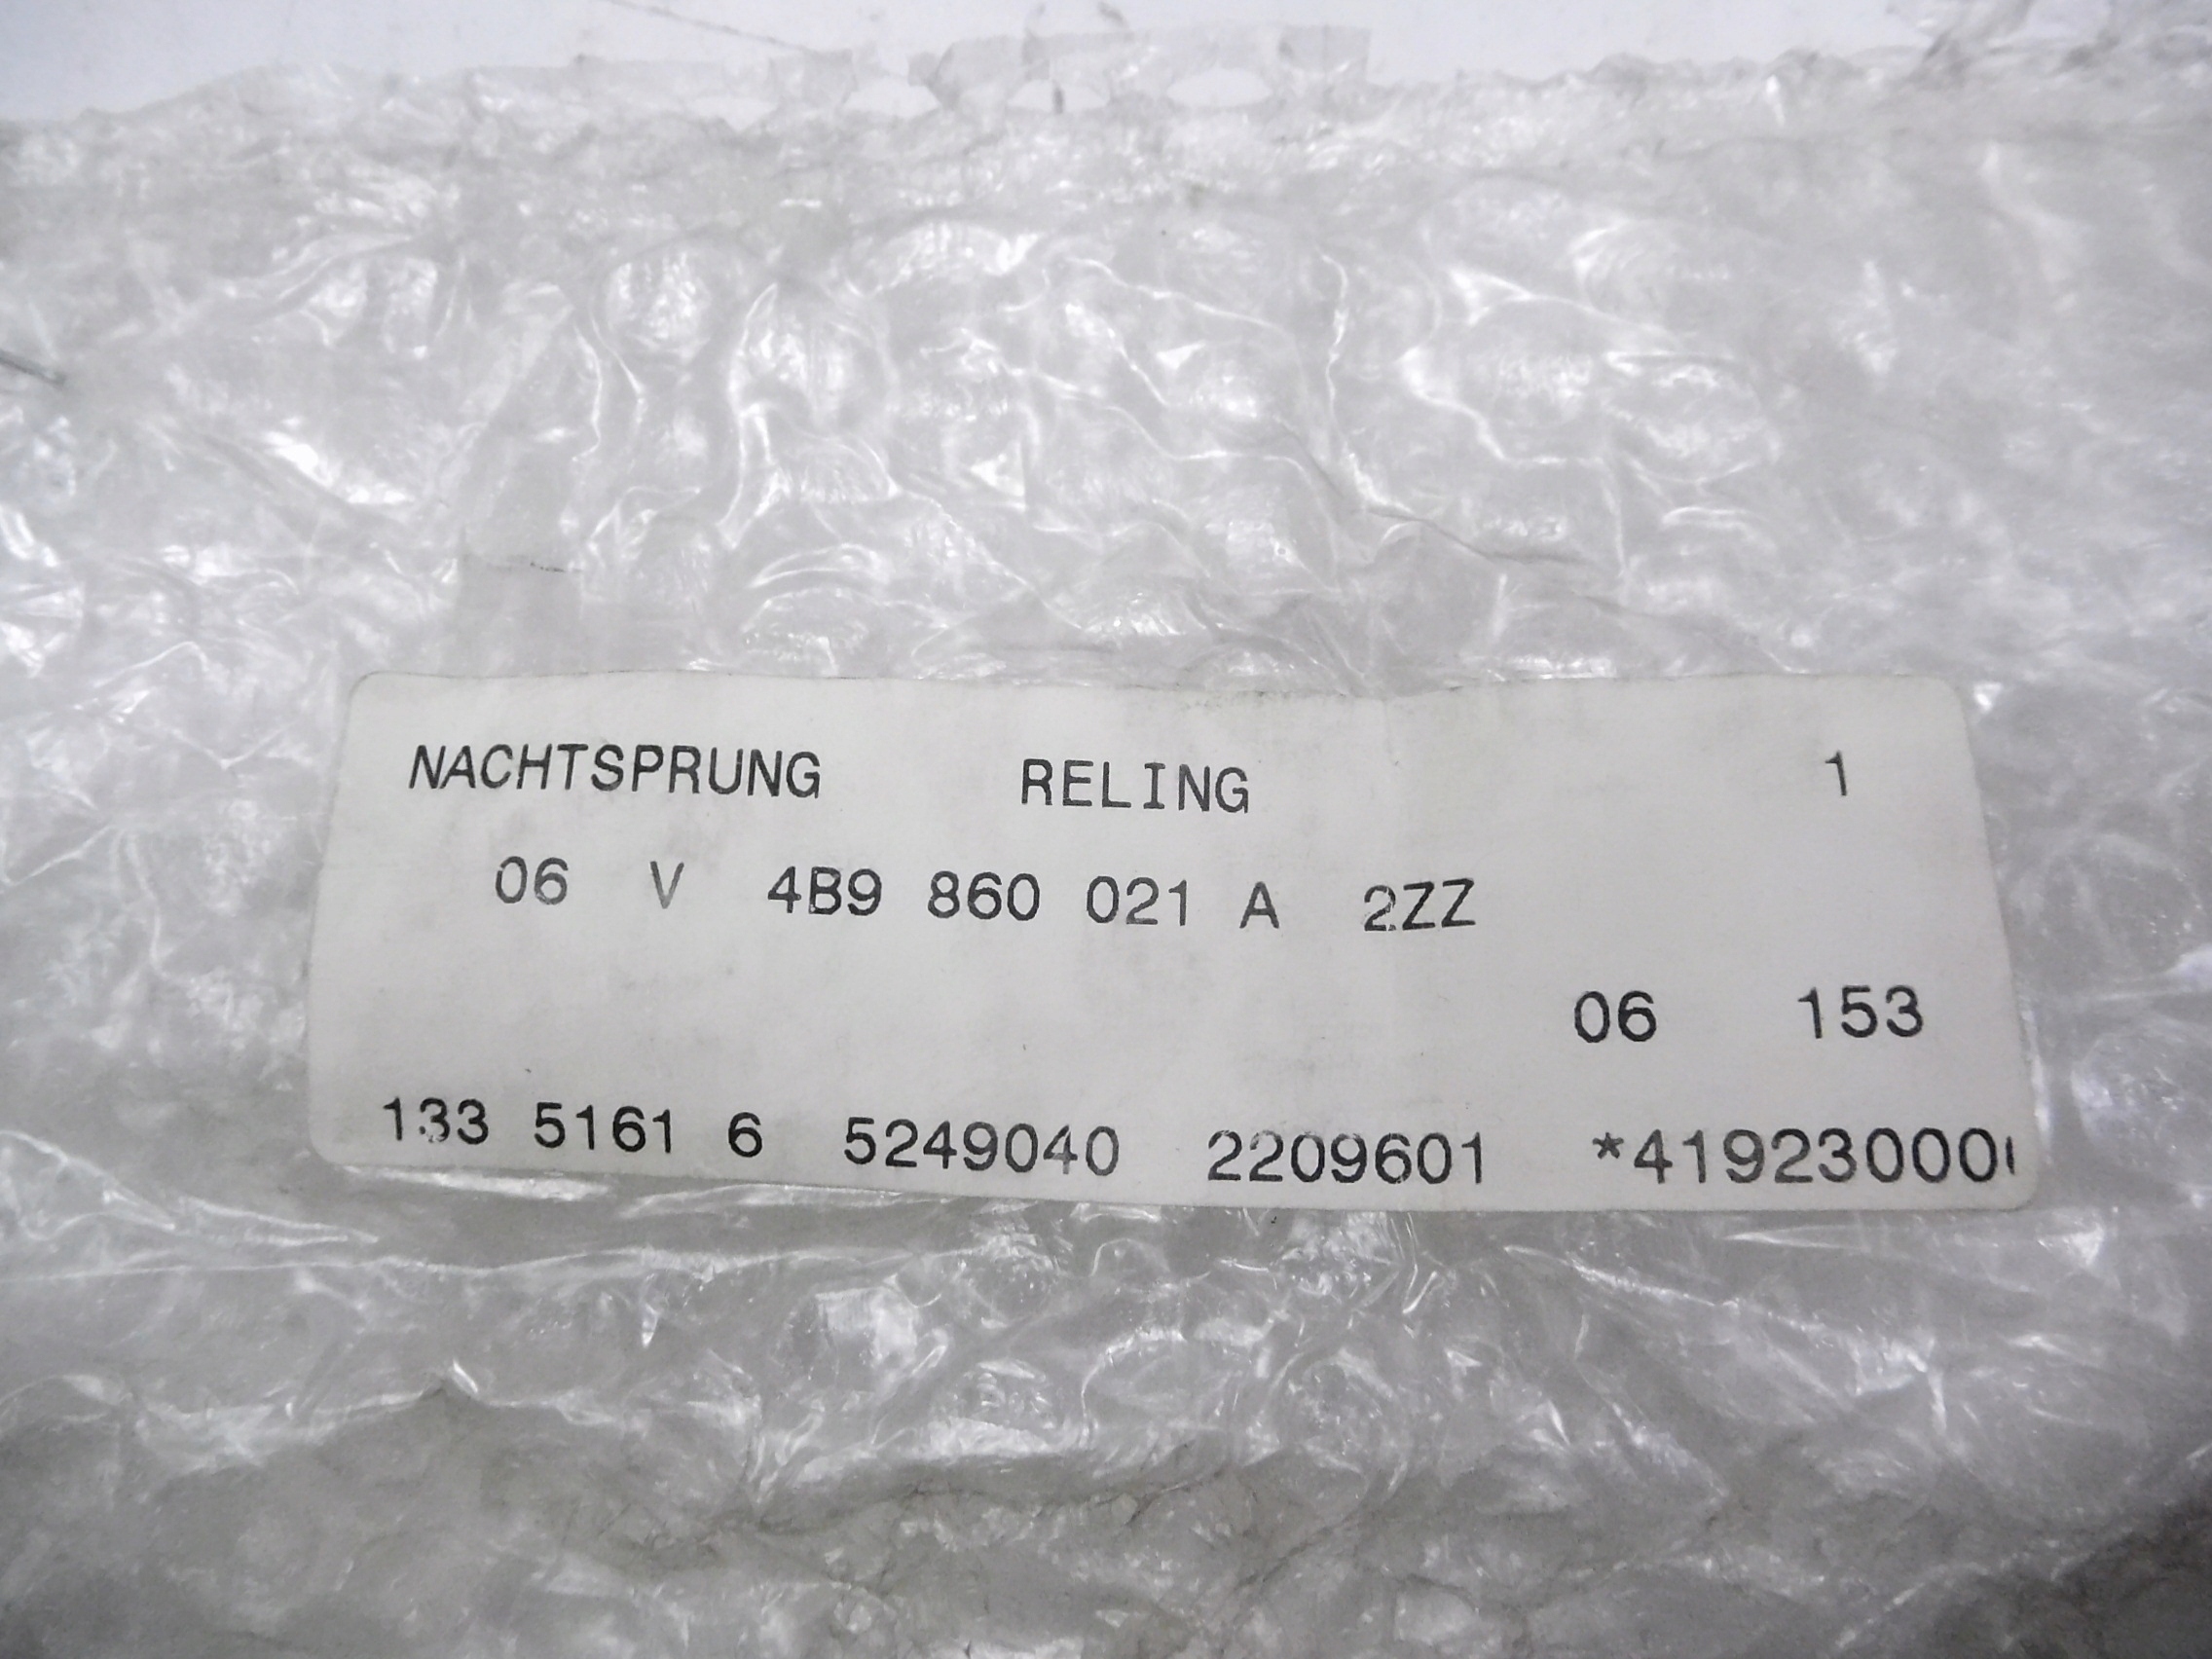 NACHTSPRUNG RELING 1
06 V 4B9 860 021 A 2ZZ
06 153
133 5161 6 5249040 2209601 *41923000